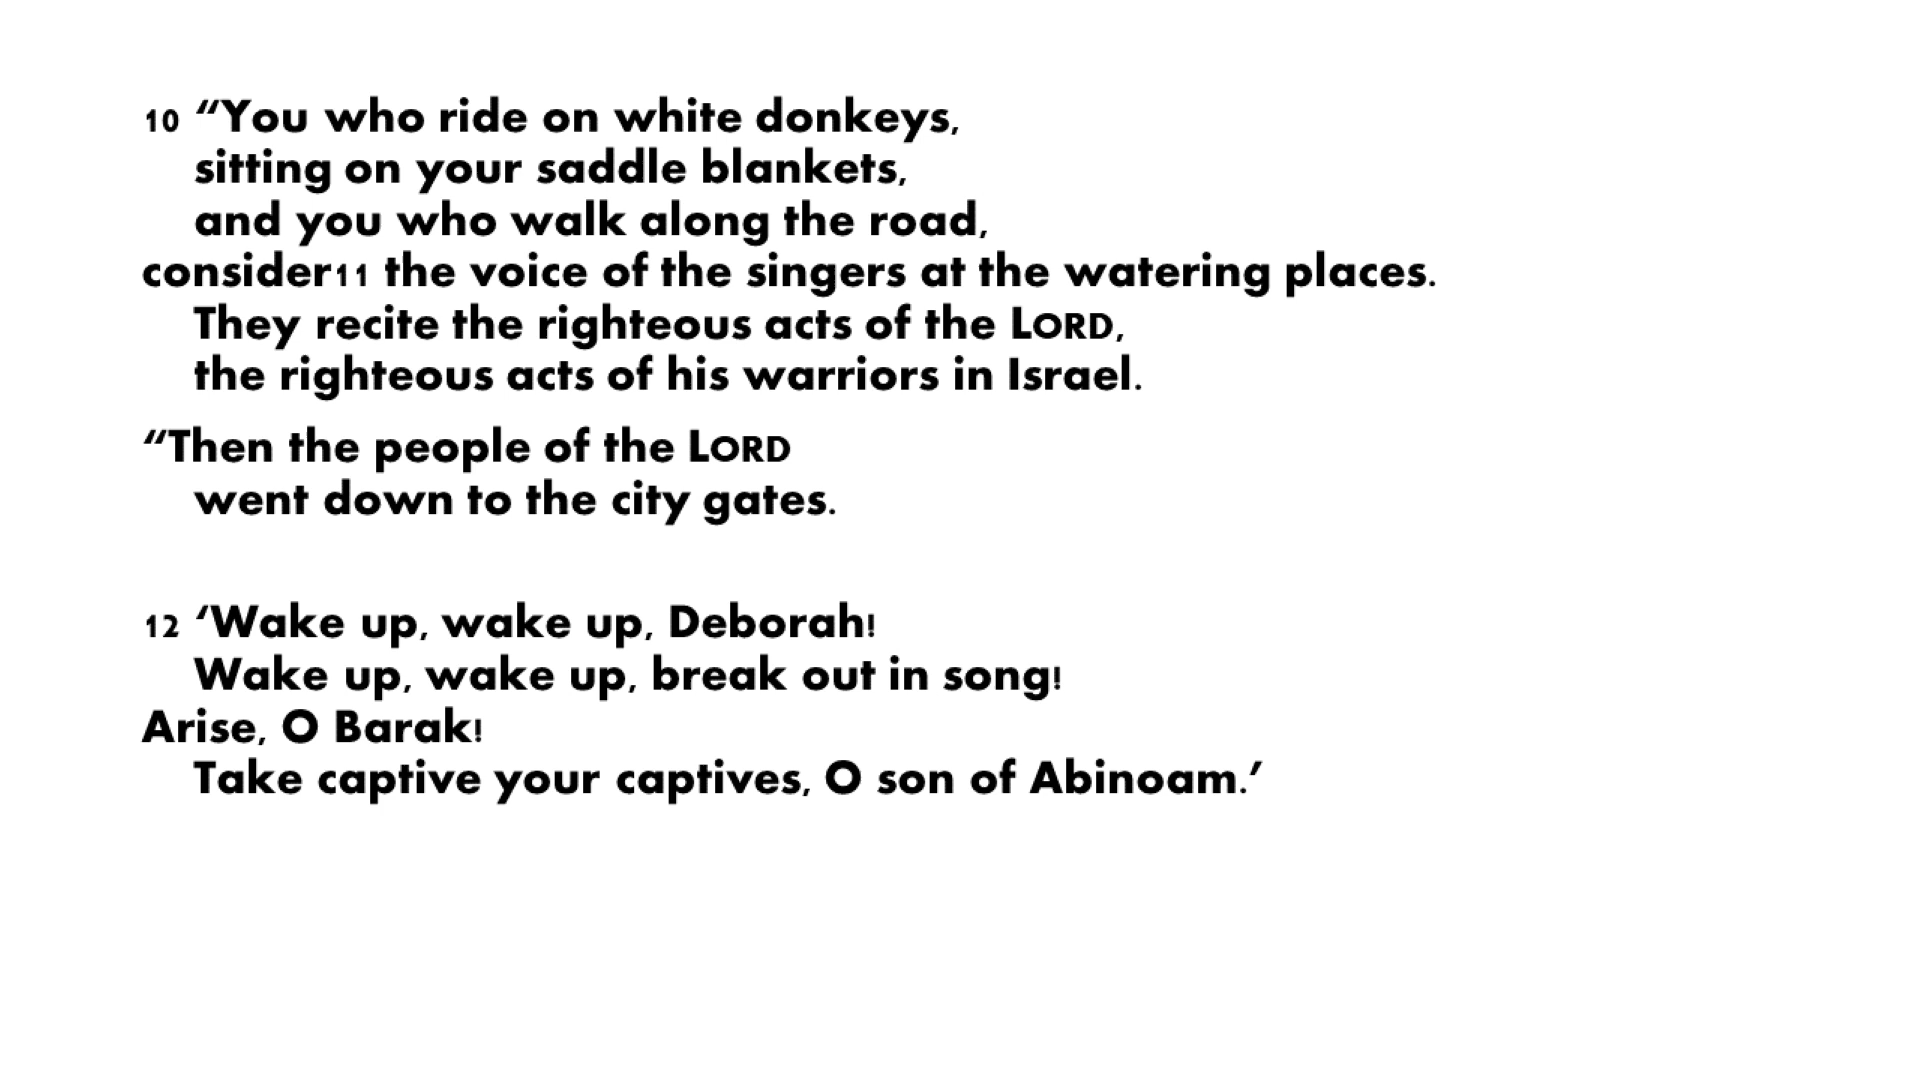 10 “You who ride on white donkeys,
sitting on your saddle blankets,
and you who walk along the road,
consider11 the voice of the singers at the watering places.
They recite the righteous acts of the LORD,
the righteous acts of his warriors in Israel.
“Then the people of the LORD
went down to the city gates.
12 ‘Wake up, wake up, Deborah!
Wake up, wake up, break out in song!
Arise, O Barak!
Take captive your captives, O son of Abinoam.’